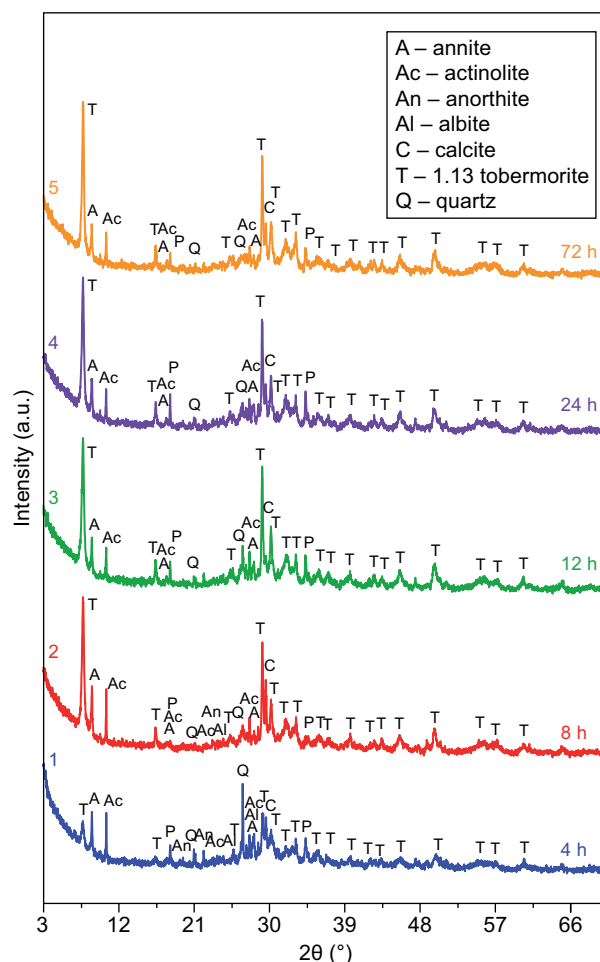 A – annite
Ac – actinolite
An – anorthite
Al – albite
C – calcite
T – 1.13 tobermorite
Q – quartz
Intensity (a.u.)
5
T
A
Ac
T
Ac
A
P
Q
T
Q
Ac
A
T
C
T
T
T
P
T
T
T
T
T
T
T
T
T
T
72 h
4
T
A
Ac
T
Ac
A
P
Q
T
Q
Ac
A
T
C
T
T
T
P
T
T
T
T
T
T
T
T
T
T
24 h
3
T
A
Ac
T
Ac
A
P
Q
T
Q
Ac
A
T
C
T
T
T
P
T
T
T
T
T
T
T
T
T
T
12 h
2
T
A
Ac
T
P
Ac
A
Q
Ac
An
Al
T
Q
Ac
A
T
C
T
T
T
P
T
T
T
T
T
T
T
T
T
T
8 h
1
T
A
Ac
T
P
An
Q
An
Ac
Al
T
Q
Ac
Al
A
T
C
T
T
T
P
T
T
T
T
T
T
T
T
T
T
4 h
3 12 21 30 39 48 57 66
2θ (°)